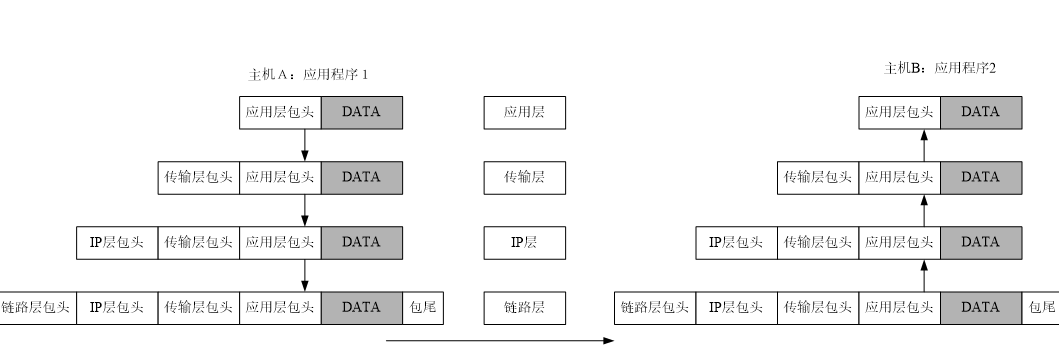 主机A：应用程序1
主机B：应用程序2
应用层包头 DATA 应用层 应用层包头 DATA
传输层包头 应用层包头 DATA 传输层 传输层包头 应用层包头 DATA
IP层包头 传输层包头 应用层包头 DATA IP层 IP层包头 传输层包头 应用层包头 DATA
链路层包头 IP层包头 传输层包头 应用层包头 DATA 包尾 链路层 链路层包头 IP层包头 传输层包头 应用层包头 DATA 包尾